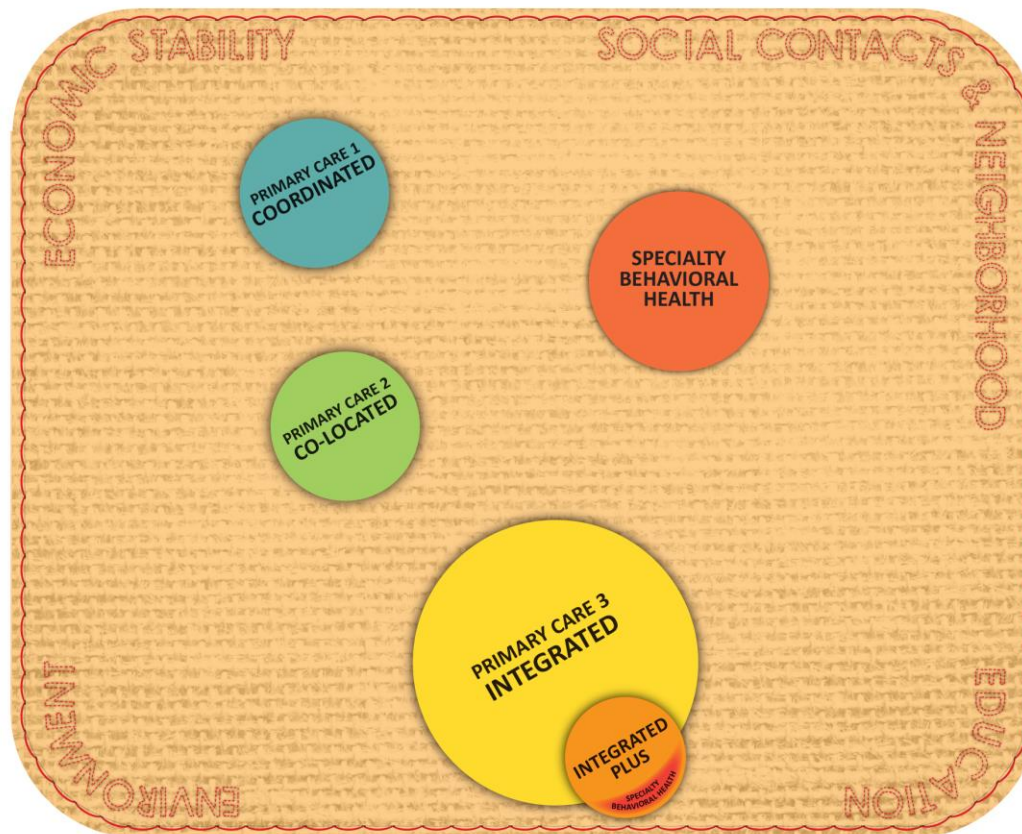 ECONOMIC STABILITY
SOCIAL CONTACTS & NEIGHBORHOOD
PRIMARY CARE 1
COORDINATED
SPECIALTY
BEHAVIORAL
HEALTH
PRIMARY CARE 2
CO-LOCATED
PRIMARY CARE 3
INTEGRATED
INTEGRATED
PLUS
SPECIALTY
BEHAVIORAL HEALTH
ENVIRONMENT
EDUCATION